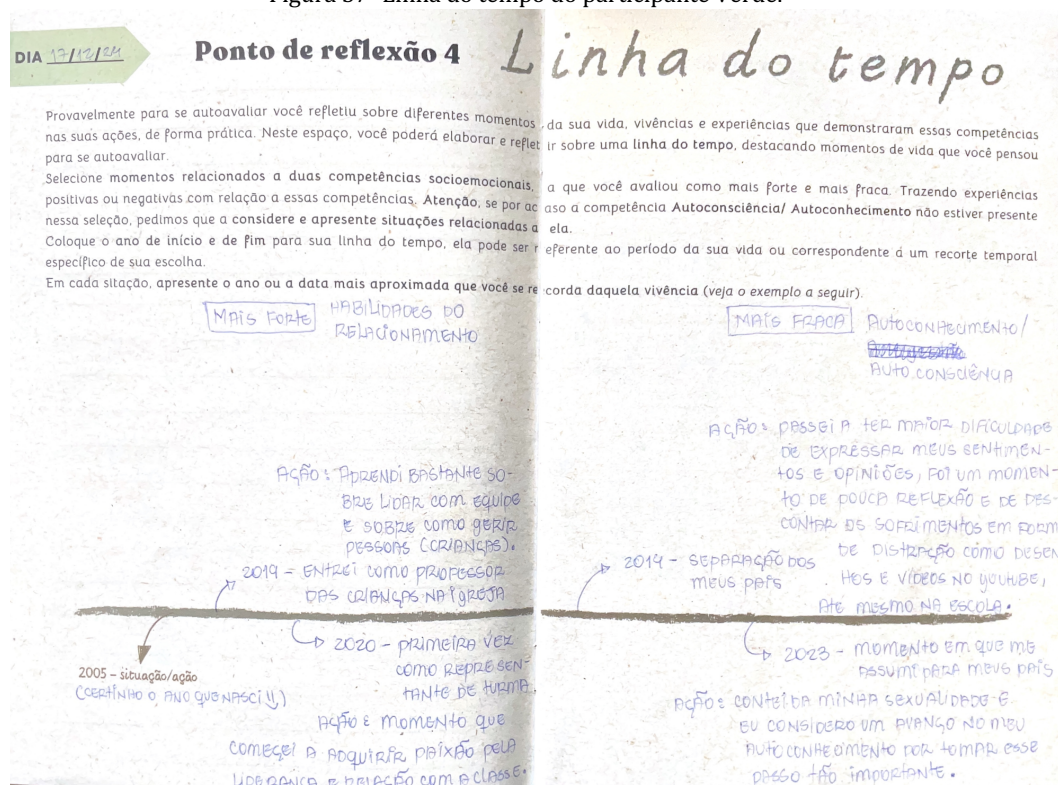 Figura 37- Linha do tempo do participante Verde.
DIA 17/12/24
Ponto de reflexão 4
Linha do tempo
Provavelmente para se autoavaliar você refletiu sobre diferentes momentos da sua vida, vivências e experiências que demonstraram essas competências
nas suas ações, de forma prática. Neste espaço, você poderá elaborar e reflet ir sobre uma linha do tempo, destacando momentos de vida que você pensou
para se autoavaliar.
Selecione momentos relacionados a duas competências socioemocionais, a que você avaliou como mais forte e mais fraca. Trazendo experiências
positivas ou negativas com relação a essas competências. Atenção, se por ac aso a competência Autoconsciência/ Autoconhecimento não estiver presente
nessa seleção, pedimos que a considere e apresente situações relacionadas a ela.
Coloque o ano de início e de fim para sua linha do tempo, ela pode ser r eferente ao período da sua vida ou correspondente a um recorte temporal
específico de sua escolha.
Em cada sitação, apresente o ano ou a data mais aproximada que você se re corda daquela vivência (veja o exemplo a seguir).
MAIS FORTE
HABILIDADES DO
RELACIONAMENTO
AÇÃO: APRENDI BASTANTE SO-
BRE LIDAR COM EQUIPE
E SOBRE COMO GERIR
PESSOAS (CRIANÇAS).
2019 - ENTREI COMO PROFESSOR
DAS CRIANÇAS NA IGREJA
2005 – situação/ação
(CERTINHO O ANO QUE NASCI!!)
2020 - PRIMEIRA VEZ
COMO REPRESEN-
TANTE DE TURMA.
AÇÃO: MOMENTO QUE
COMECEI A ADQUIRIR PAIXÃO PELA
LIDERANÇA E RELAÇÃO COM A CLASSE.
MAIS FRACA
AUTOCONHECIMENTO/
AUTO CONSCIÊNCIA
AÇÃO: PASSEI A TER MAIOR DIFICULDADE
DE EXPRESSAR MEUS SENTIMEN-
TOS E OPINIÕES, FOI UM MOMEN-
TO DE POUCA REFLEXÃO E DE DES-
CONTAR OS SOFRIMENTOS EM FORM
DE DISTRAÇÃO COMO DESEN
HOS E VÍDEOS NO YOUTUBE,
ATÉ MESMO NA ESCOLA.
2014 - SEPARAÇÃO DOS
MEUS PAIS
2023 - MOMENTO EM QUE ME
ASSUMI PARA MEUS PAIS
AÇÃO: CONTEI DA MINHA SEXUALIDADE E
EU CONSIDERO UM AVANÇO NO MEU
AUTOCONHECIMENTO POR TOMAR ESSE
PASSO TÃO IMPORTANTE.